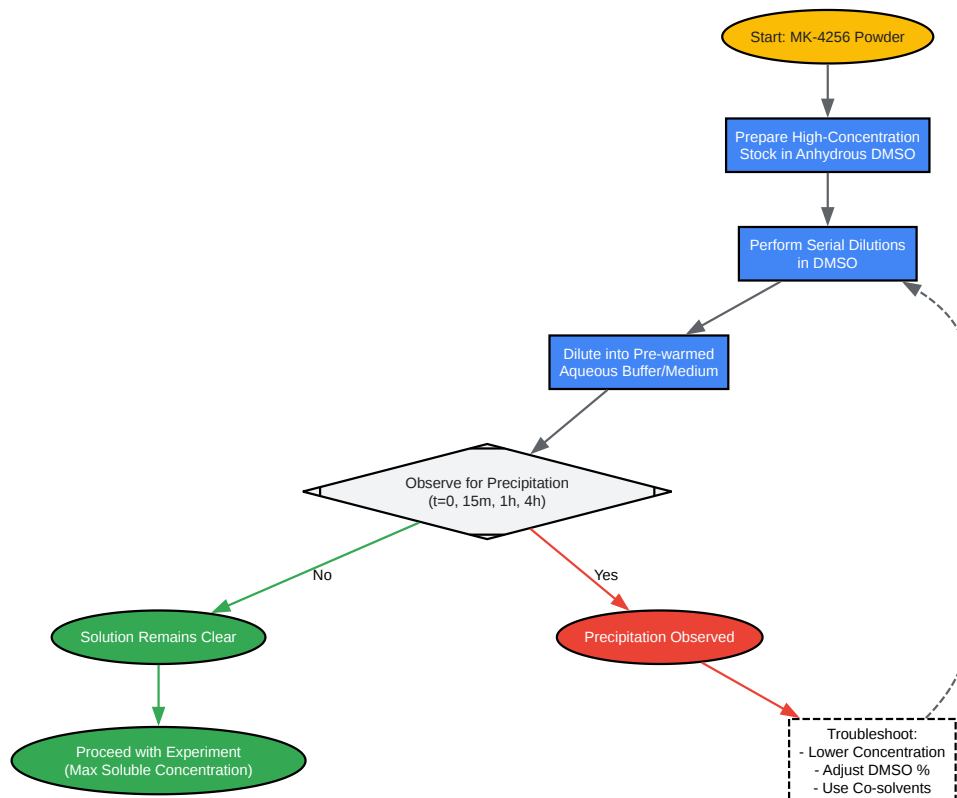 Start: MK-4256 Powder
Prepare High-Concentration
Stock in Anhydrous DMSO
Perform Serial Dilutions
in DMSO
Dilute into Pre-warmed
Aqueous Buffer/Medium
Observe for Precipitation
(t=0, 15m, 1h, 4h)
No
Yes
Solution Remains Clear
Precipitation Observed
Proceed with Experiment
(Max Soluble Concentration)
Troubleshoot:
- Lower Concentration
- Adjust DMSO %
- Use Co-solvents